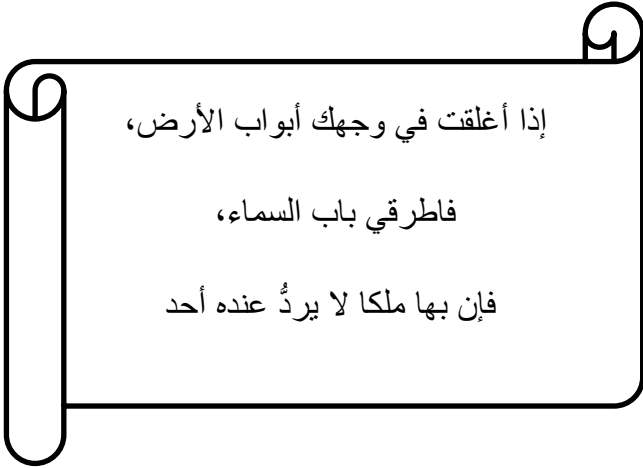 إذا أغلقت في وجهك أبواب الأرض،
فاطرقي باب السماء،
فإن بها ملكا لا يردُّ عنده أحد